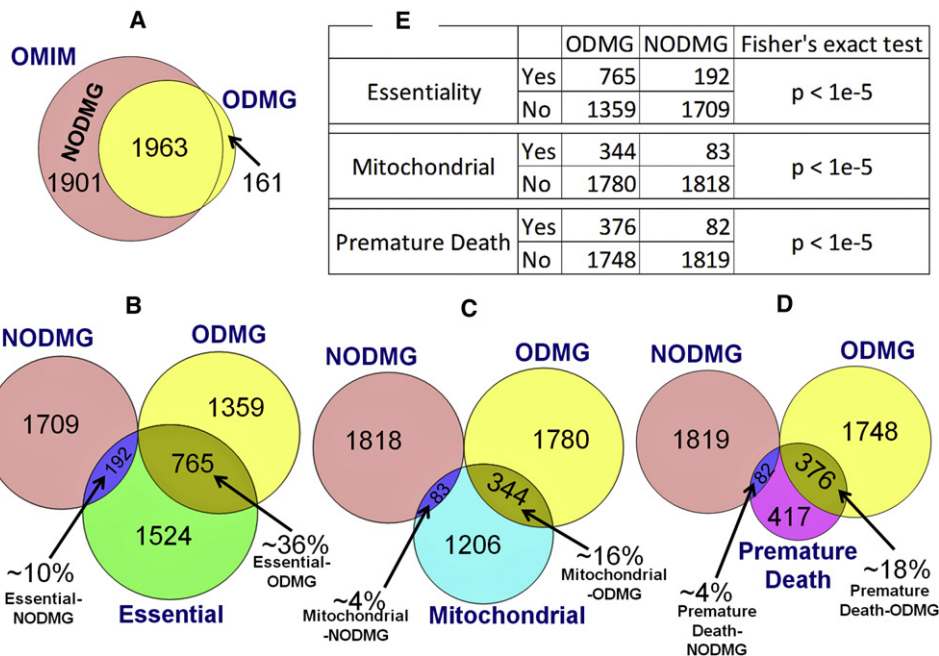 A
OMIM
ODMG
NODMG
1963
1901
161
E
ODMG NODMG Fisher's exact test
Essentiality Yes 765 192 p < 1e-5
No 1359 1709
Mitochondrial Yes 344 83 p < 1e-5
No 1780 1818
Premature Death Yes 376 82 p < 1e-5
No 1748 1819
B
NODMG
ODMG
1709
1359
192
765
1524
~10%
Essential-
NODMG
~36%
Essential-
ODMG
Essential
C
NODMG
ODMG
1818
1780
83
344
1206
~4%
Mitochondrial
-NODMG
~16%
Mitochondrial
-ODMG
Mitochondrial
D
NODMG
ODMG
1819
1748
82
376
417
Premature
Death
~4%
Premature
Death-
NODMG
~18%
Premature
Death-ODMG